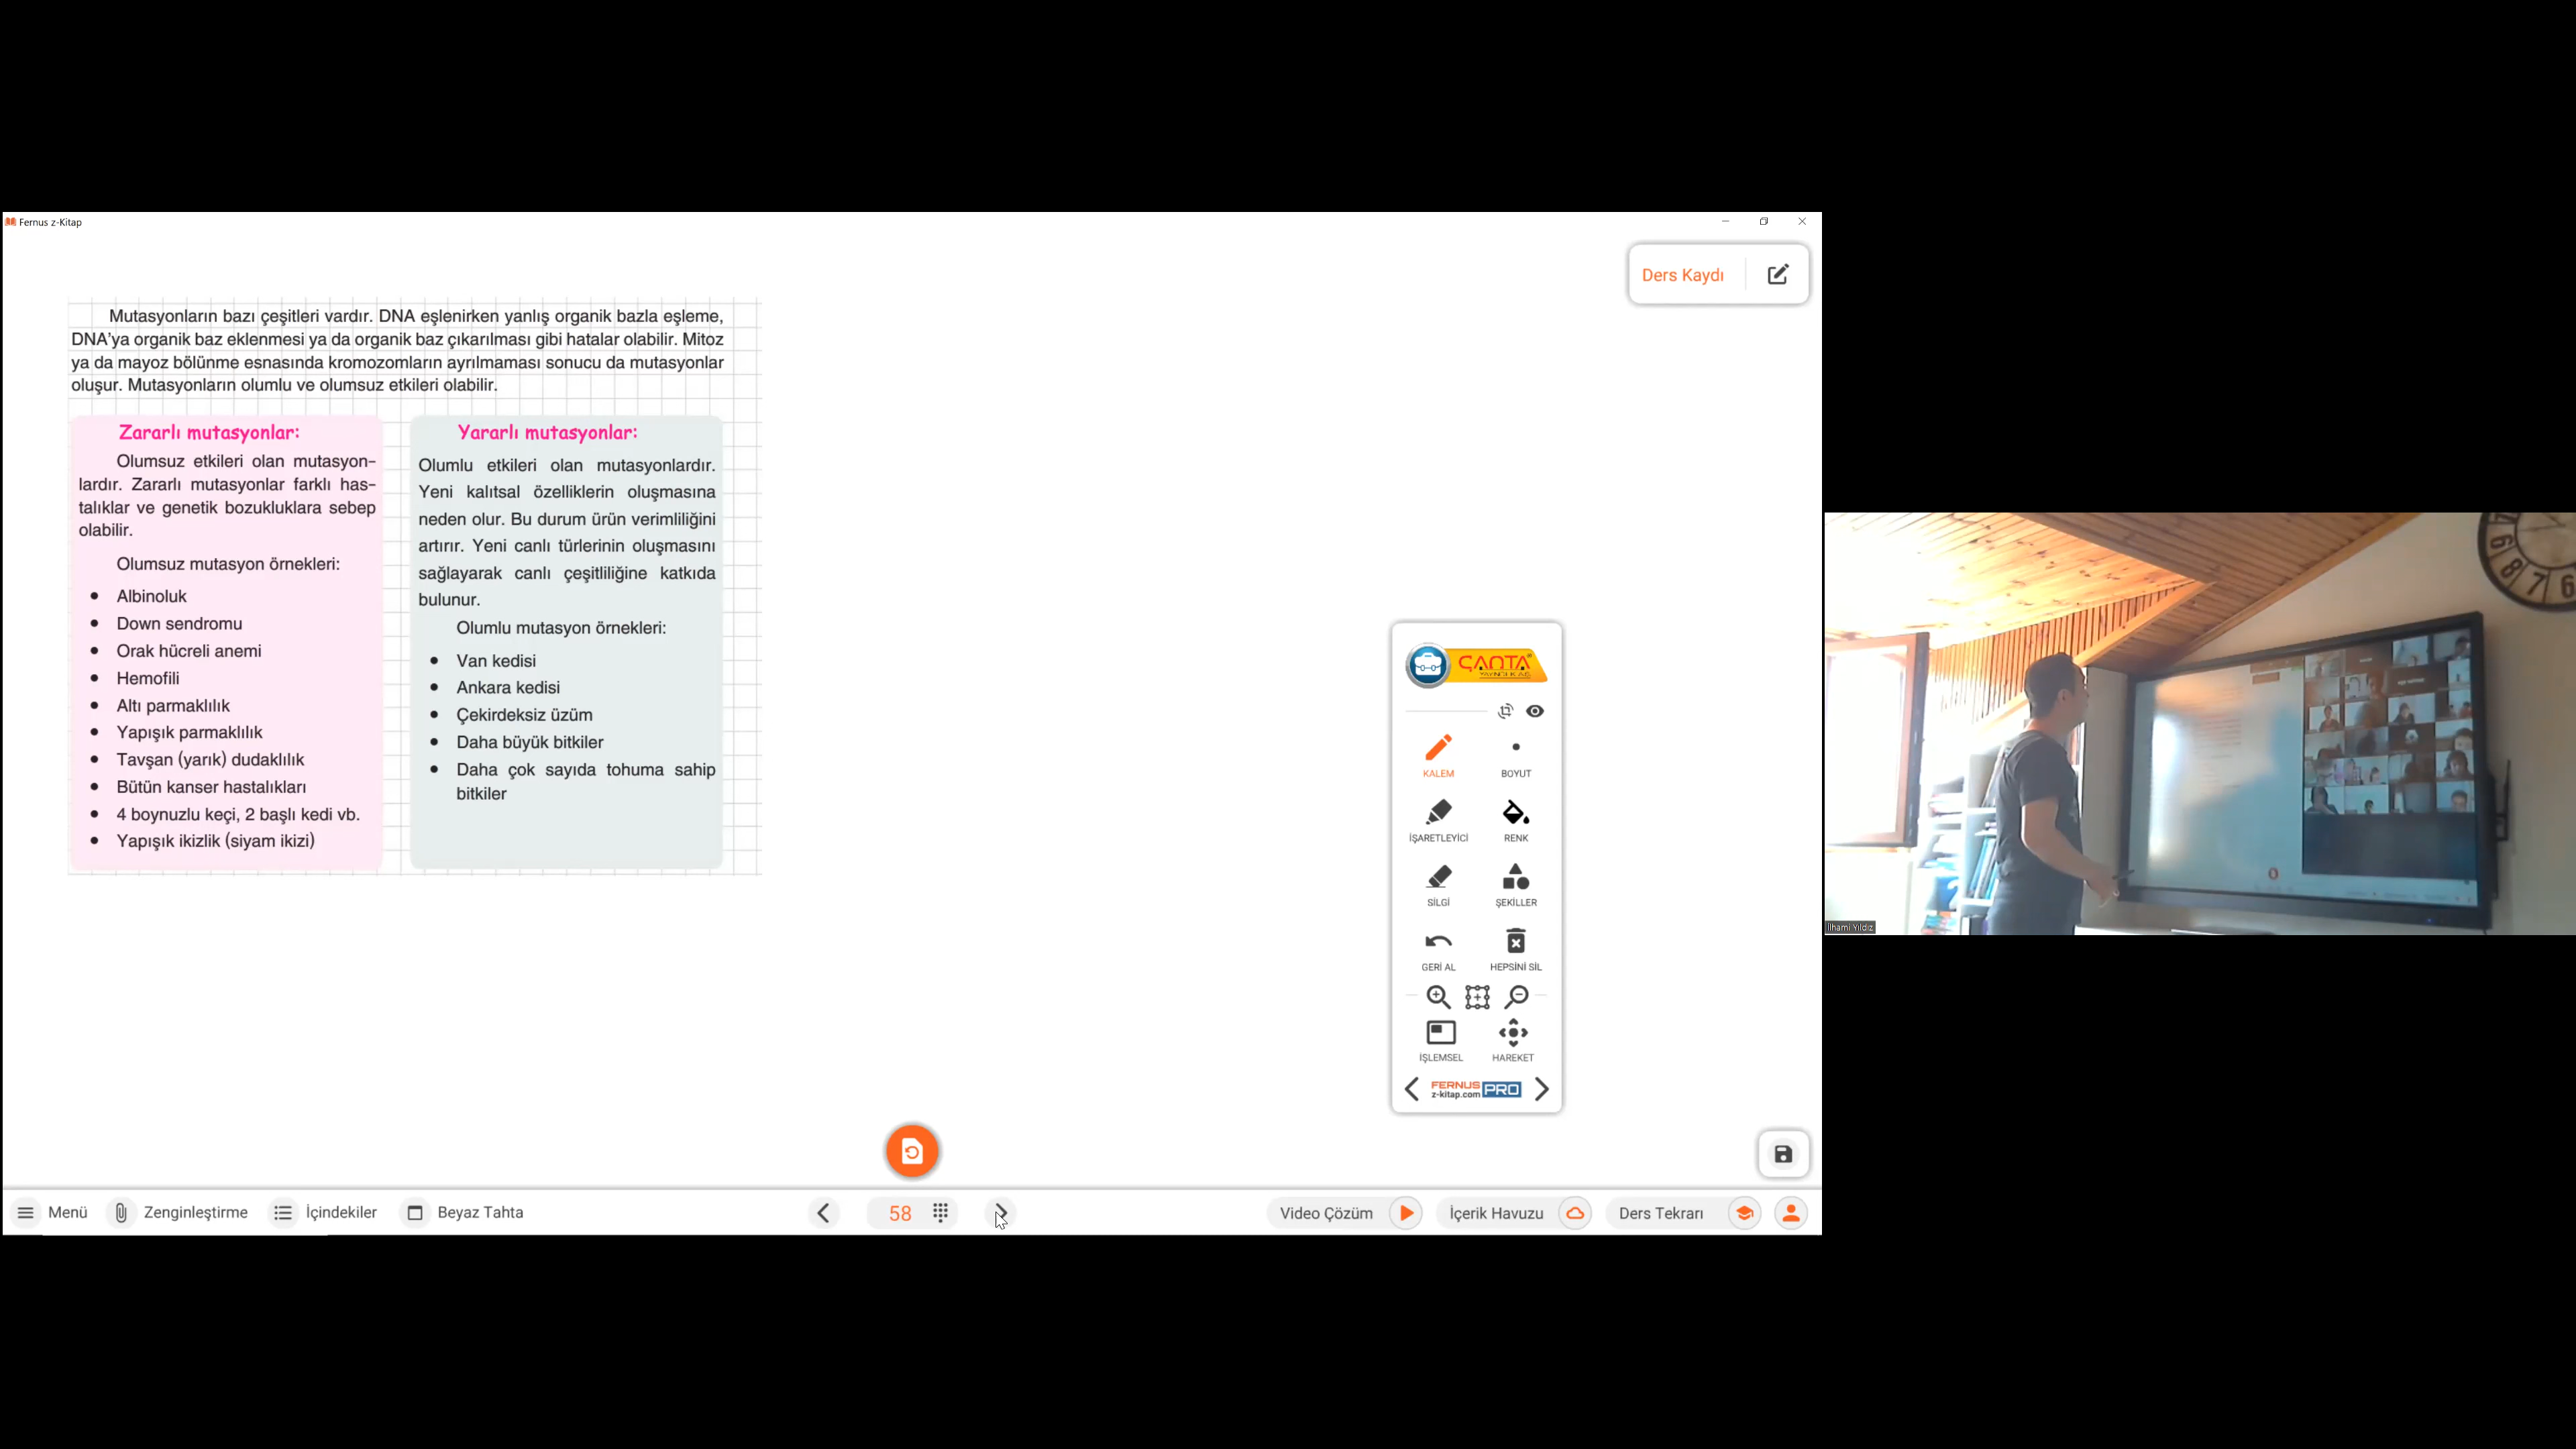 Fernus z-Kitap
Ders Kaydı
Mutasyonların bazı çeşitleri vardır. DNA eşlenirken yanlış organik bazla eşleme,
DNA'ya organik baz eklenmesi ya da organik baz çıkarılması gibi hatalar olabilir. Mitoz
ya da mayoz bölünme esnasında kromozomların ayrılmaması sonucu da mutasyonlar
oluşur. Mutasyonların olumlu ve olumsuz etkileri olabilir.
Zararlı mutasyonlar:
Olumsuz etkileri olan mutasyon-
lardır. Zararlı mutasyonlar farklı has-
talıklar ve genetik bozukluklara sebep
olabilir.
Olumsuz mutasyon örnekleri:
• Albinoluk
• Down sendromu
• Orak hücreli anemi
• Hemofili
• Altı parmaklılık
• Yapışık parmaklılık
• Tavşan (yarık) dudaklılık
• Bütün kanser hastalıkları
• 4 boynuzlu keçi, 2 başlı kedi vb.
• Yapışık ikizlik (siyam ikizi)
Yararlı mutasyonlar:
Olumlu etkileri olan mutasyonlardır.
Yeni kalıtsal özelliklerin oluşmasına
neden olur. Bu durum ürün verimliliğini
artırır. Yeni canlı türlerinin oluşmasını
sağlayarak canlı çeşitliliğine katkıda
bulunur.
Olumlu mutasyon örnekleri:
• Van kedisi
• Ankara kedisi
• Çekirdeksiz üzüm
• Daha büyük bitkiler
• Daha çok sayıda tohuma sahip
bitkiler
ÇANTA
YAYINCILIK A.Ş.
KALEM
BOYUT
İŞARETLEYİCİ
RENK
SİLGİ
ŞEKİLLER
GERİ AL
HEPSİNİ SİL
İŞLEMSEL
HAREKET
FERNUS PRO
z-kitap.com
Menü
Zenginleştirme
İçindekiler
Beyaz Tahta
58
Video Çözüm
İçerik Havuzu
Ders Tekrarı
İlhami Yıldız
7 6 8 9